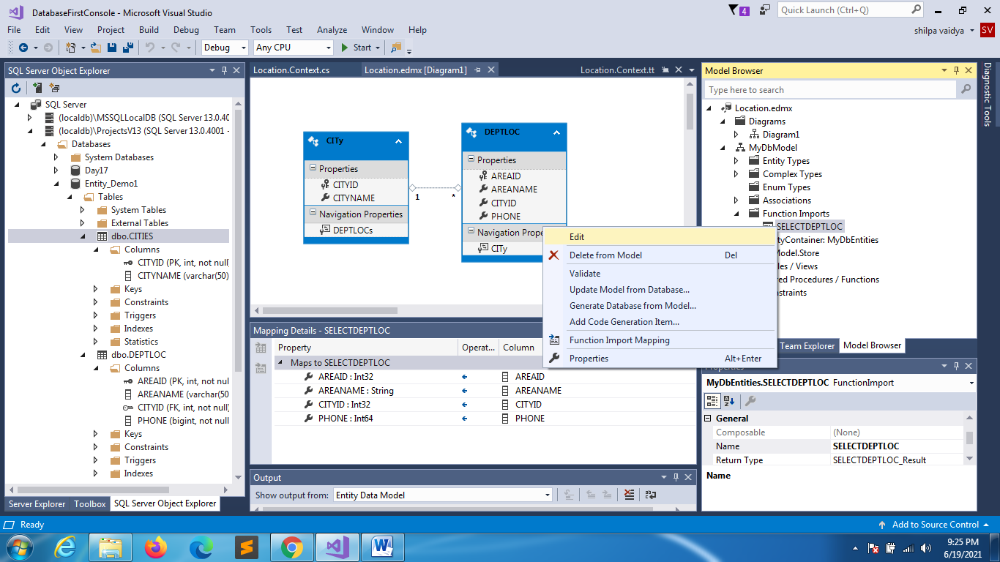 DatabaseFirstConsole - Microsoft Visual Studio
4
Quick Launch (Ctrl+Q)
File Edit View Project Build Debug Team Tools Test Analyze Window Help
shilpa vaidya
SV
Debug Any CPU Start
SQL Server Object Explorer
SQL Server
(localdb)\MSSQLLocalDB (SQL Server 13.0.40
(localdb)\ProjectsV13 (SQL Server 13.0.4001 -
Databases
System Databases
Day17
Entity_Demo1
Tables
System Tables
External Tables
dbo.CITIES
Columns
CITYID (PK, int, not null)
CITYNAME (varchar(50)
Keys
Constraints
Triggers
Indexes
Statistics
dbo.DEPTLOC
Columns
AREAID (PK, int, not nul
AREANAME (varchar(50
CITYID (FK, int, not null)
PHONE (bigint, not null
Keys
Constraints
Triggers
Indexes
Server Explorer Toolbox SQL Server Object Explorer
Location.Context.cs Location.edmx [Diagram1] Location.Context.tt
CITy
Properties
CITYID
CITYNAME
Navigation Properties
DEPTLOCs
1 *
DEPTLOC
Properties
AREAID
AREANAME
CITYID
PHONE
Navigation Prope
CITy
Edit
Delete from Model Del
Validate
Update Model from Database...
Generate Database from Model...
Add Code Generation Item...
Function Import Mapping
Properties Alt+Enter
Mapping Details - SELECTDEPTLOC
Property Operat... Column
Maps to SELECTDEPTLOC
AREAID : Int32 AREAID
AREANAME : String AREANAME
CITYID : Int32 CITYID
PHONE : Int64 PHONE
Output
Show output from: Entity Data Model
Model Browser
Type here to search
Location.edmx
Diagrams
Diagram1
MyDbModel
Entity Types
Complex Types
Enum Types
Associations
Function Imports
SELECTDEPTLOC
tyContainer: MyDbEntities
Model.Store
les / Views
red Procedures / Functions
straints
Team Explorer Model Browser
Properties
MyDbEntities.SELECTDEPTLOC FunctionImport
General
Composable (None)
Name SELECTDEPTLOC
Return Type SELECTDEPTLOC_Result
Name
Diagnostic Tools
Ready
Add to Source Control
9:25 PM
6/19/2021